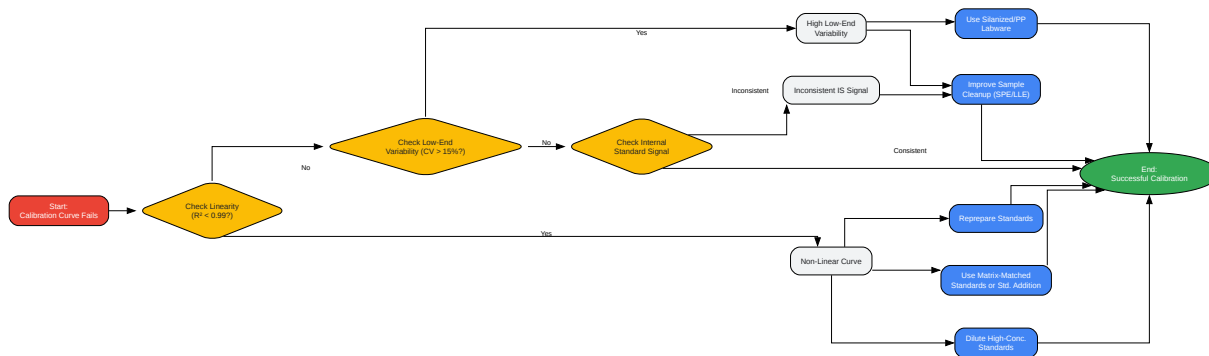 Start:
Calibration Curve Fails
Check Linearity
(R² < 0.99?)
No
Yes
Check Low-End
Variability (CV > 15%?)
Yes
No
Check Internal
Standard Signal
Inconsistent
Consistent
High Low-End
Variability
Inconsistent IS Signal
Non-Linear Curve
Use Silanized/PP
Labware
Improve Sample
Cleanup (SPE/LLE)
Reprepare Standards
Use Matrix-Matched
Standards or Std. Addition
Dilute High-Conc.
Standards
End:
Successful Calibration